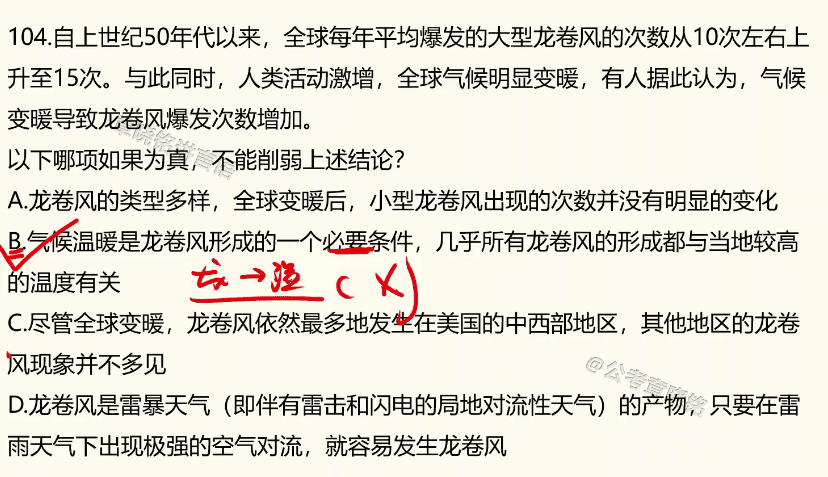 104.自上世纪50年代以来，全球每年平均爆发的大型龙卷风的次数从10次左右上
升至15次。与此同时，人类活动激增，全球气候明显变暖，有人据此认为，气候
变暖导致龙卷风爆发次数增加。
以下哪项如果为真，不能削弱上述结论？
A.龙卷风的类型多样，全球变暖后，小型龙卷风出现的次数并没有明显的变化
B.气候温暖是龙卷风形成的一个必要条件，几乎所有龙卷风的形成都与当地较高
的温度有关
龙→温 (X)
C.尽管全球变暖，龙卷风依然最多地发生在美国的中西部地区，其他地区的龙卷
风现象并不多见
D.龙卷风是雷暴天气（即伴有雷击和闪电的局地对流性天气）的产物，只要在雷
雨天气下出现极强的空气对流，就容易发生龙卷风